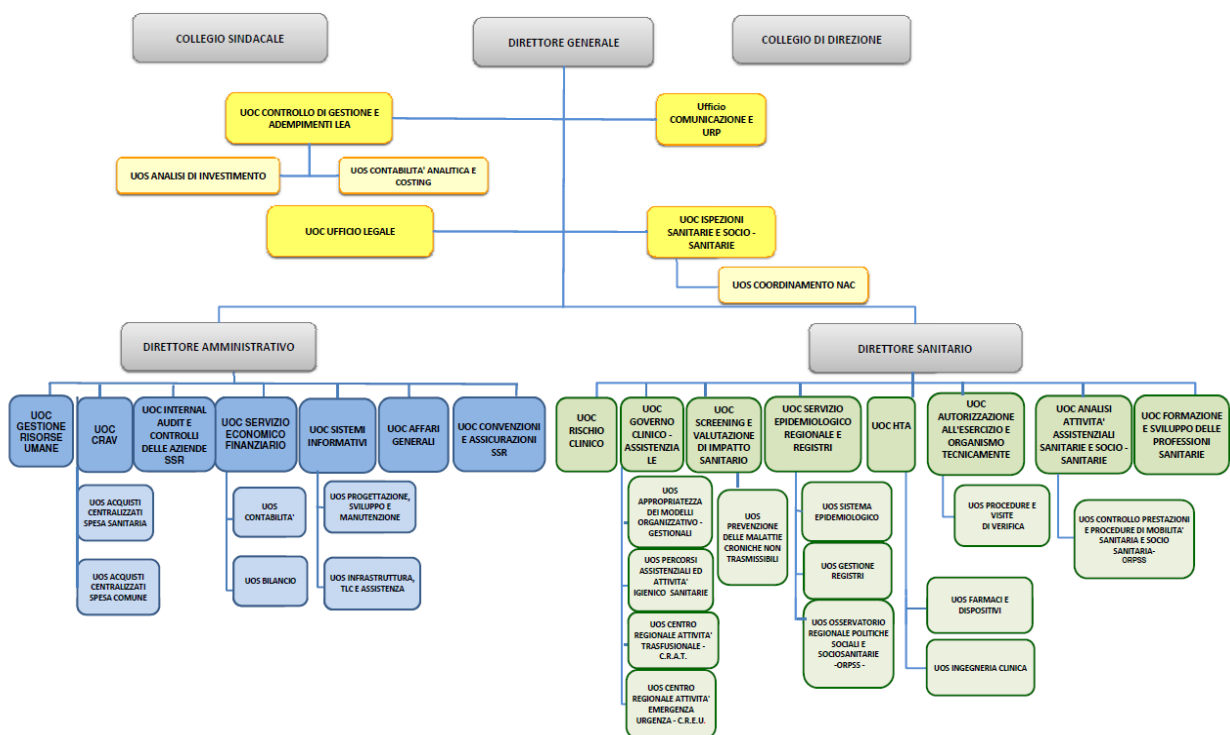 COLLEGIO SINDACALE
DIRETTORE GENERALE
COLLEGIO DI DIREZIONE
UOC CONTROLLO DI GESTIONE E
ADEMPIMENTI LEA
Ufficio
COMUNICAZIONE E
URP
UOS ANALISI DI INVESTIMENTO
UOS CONTABILITA' ANALITICA E
COSTING
UOC UFFICIO LEGALE
UOC ISPEZIONI
SANITARIE E SOCIO -
SANITARIE
UOS COORDINAMENTO NAC
DIRETTORE AMMINISTRATIVO
DIRETTORE SANITARIO
UOC
GESTIONE
RISORSE
UMANE
UOC
CRAV
UOC INTERNAL
AUDIT E
CONTROLLI
DELLE AZIENDE
SSR
UOC SERVIZIO
ECONOMICO
FINANZIARIO
UOC SISTEMI
INFORMATIVI
UOC AFFARI
GENERALI
UOC CONVENZIONI
E ASSICURAZIONI
SSR
UOC
RISCHIO
CLINICO
UOC
GOVERNO
CLINICO -
ASSISTENZIA
LE
UOC
SCREENING E
VALUTAZIONE
DI IMPATTO
SANITARIO
UOC SERVIZIO
EPIDEMIOLOGICO
REGIONALE E
REGISTRI
UOC HTA
UOC
AUTORIZZAZIONE
ALL'ESERCIZIO E
ORGANISMO
TECNICAMENTE
UOC ANALISI
ATTIVITA'
ASSISTENZIALI
SANITARIE E SOCIO -
SANITARIE
UOC FORMAZIONE
E SVILUPPO DELLE
PROFESSIONI
SANITARIE
UOS ACQUISTI
CENTRALIZZATI
SPESA SANITARIA
UOS ACQUISTI
CENTRALIZZATI
SPESA COMUNE
UOS
CONTABILITA'
UOS BILANCIO
UOS PROGETTAZIONE,
SVILUPPO E
MANUTENZIONE
UOS INFRASTRUTTURA,
TLC E ASSISTENZA
UOS
APPROPRIATEZZA
DEI MODELLI
ORGANIZZATIVO -
GESTIONALI
UOS PERCORSI
ASSISTENZIALI ED
ATTIVITA'
IGIENICO SANITARIE
UOS CENTRO
REGIONALE ATTIVITA'
TRASFUSIONALE -
C.R.A.T.
UOS CENTRO
REGIONALE ATTIVITA'
EMERGENZA
URGENZA - C.R.E.U.
UOS
PREVENZIONE
DELLE MALATTIE
CRONICHE NON
TRASMISSIBILI
UOS SISTEMA
EPIDEMIOLOGICO
UOS GESTIONE
REGISTRI
UOS OSSERVATORIO
REGIONALE POLITICHE
SOCIALI E
SOCIOSANITARIE
-ORPSS -
UOS FARMACI E
DISPOSITIVI
UOS INGEGNERIA CLINICA
UOS PROCEDURE E
VISITE
DI VERIFICA
UOS CONTROLLO PRESTAZIONI
E PROCEDURE DI MOBILITA'
SANITARIA E SOCIO
SANITARIA-
ORPSS